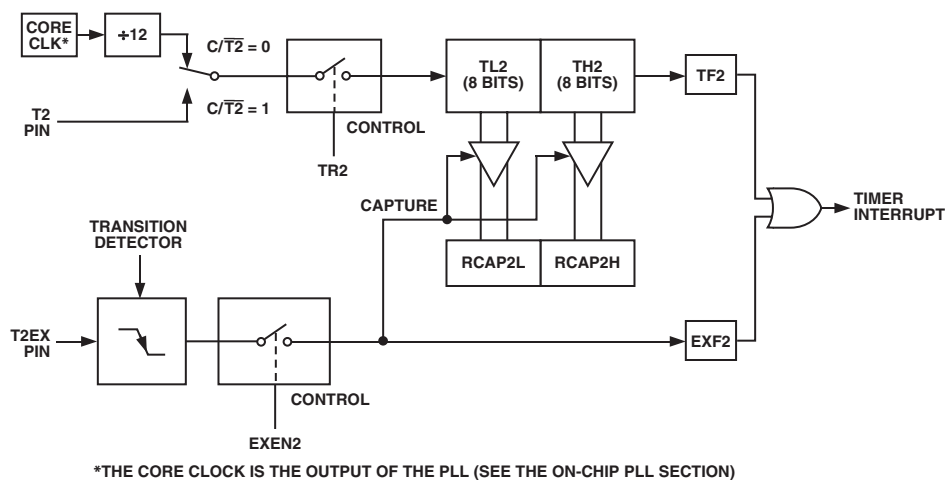 CORE
CLK*
÷12
C/T2 = 0
C/T2 = 1
T2
PIN
CONTROL
TR2
TL2
(8 BITS)
TH2
(8 BITS)
TF2
CAPTURE
TIMER
INTERRUPT
TRANSITION
DETECTOR
RCAP2L
RCAP2H
T2EX
PIN
CONTROL
EXEN2
EXF2
*THE CORE CLOCK IS THE OUTPUT OF THE PLL (SEE THE ON-CHIP PLL SECTION)